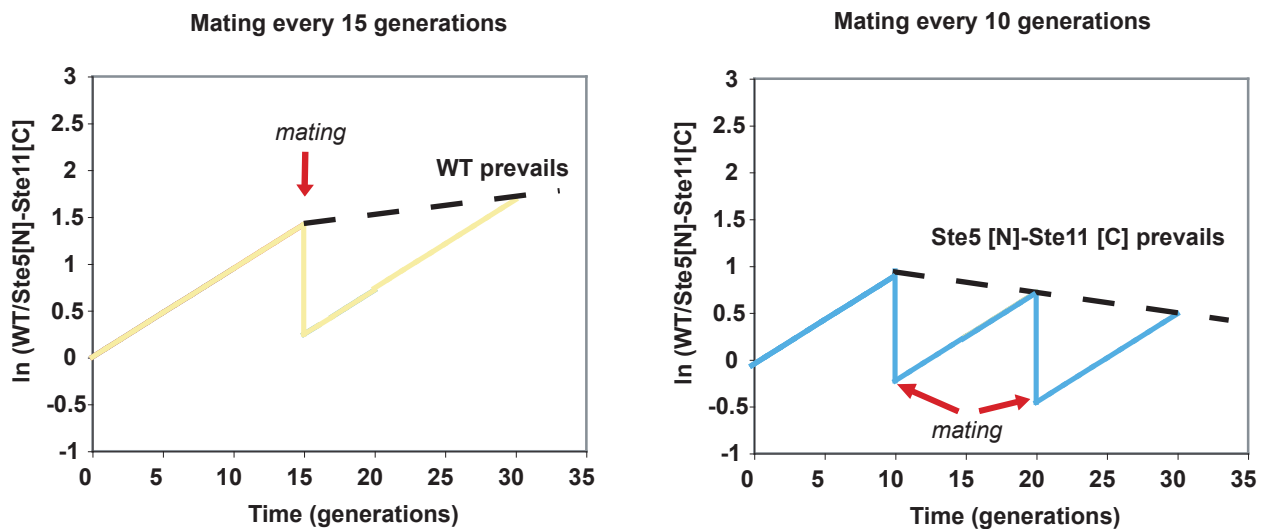 Mating every 15 generations
ln (WT/Ste5[N]-Ste11[C]
3
2.5
2
1.5
1
0.5
0
-0.5
-1
mating
WT prevails
0 5 10 15 20 25 30 35
Time (generations)
Mating every 10 generations
ln (WT/Ste5[N]-Ste11[C]
3
2.5
2
1.5
1
0.5
0
-0.5
-1
Ste5 [N]-Ste11 [C] prevails
mating
0 5 10 15 20 25 30 35
Time (generations)